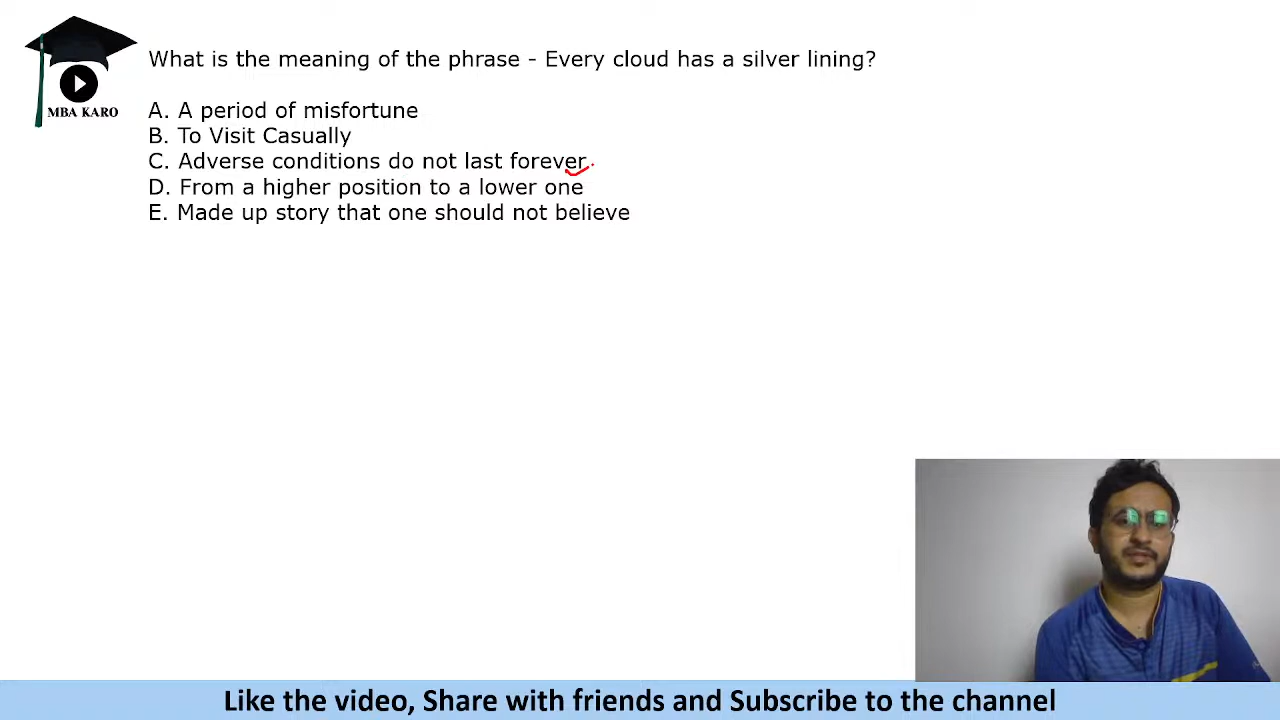 What is the meaning of the phrase - Every cloud has a silver lining?
MBA KARO
A. A period of misfortune
B. To Visit Casually
C. Adverse conditions do not last forever
D. From a higher position to a lower one
E. Made up story that one should not believe
Like the video, Share with friends and Subscribe to the channel